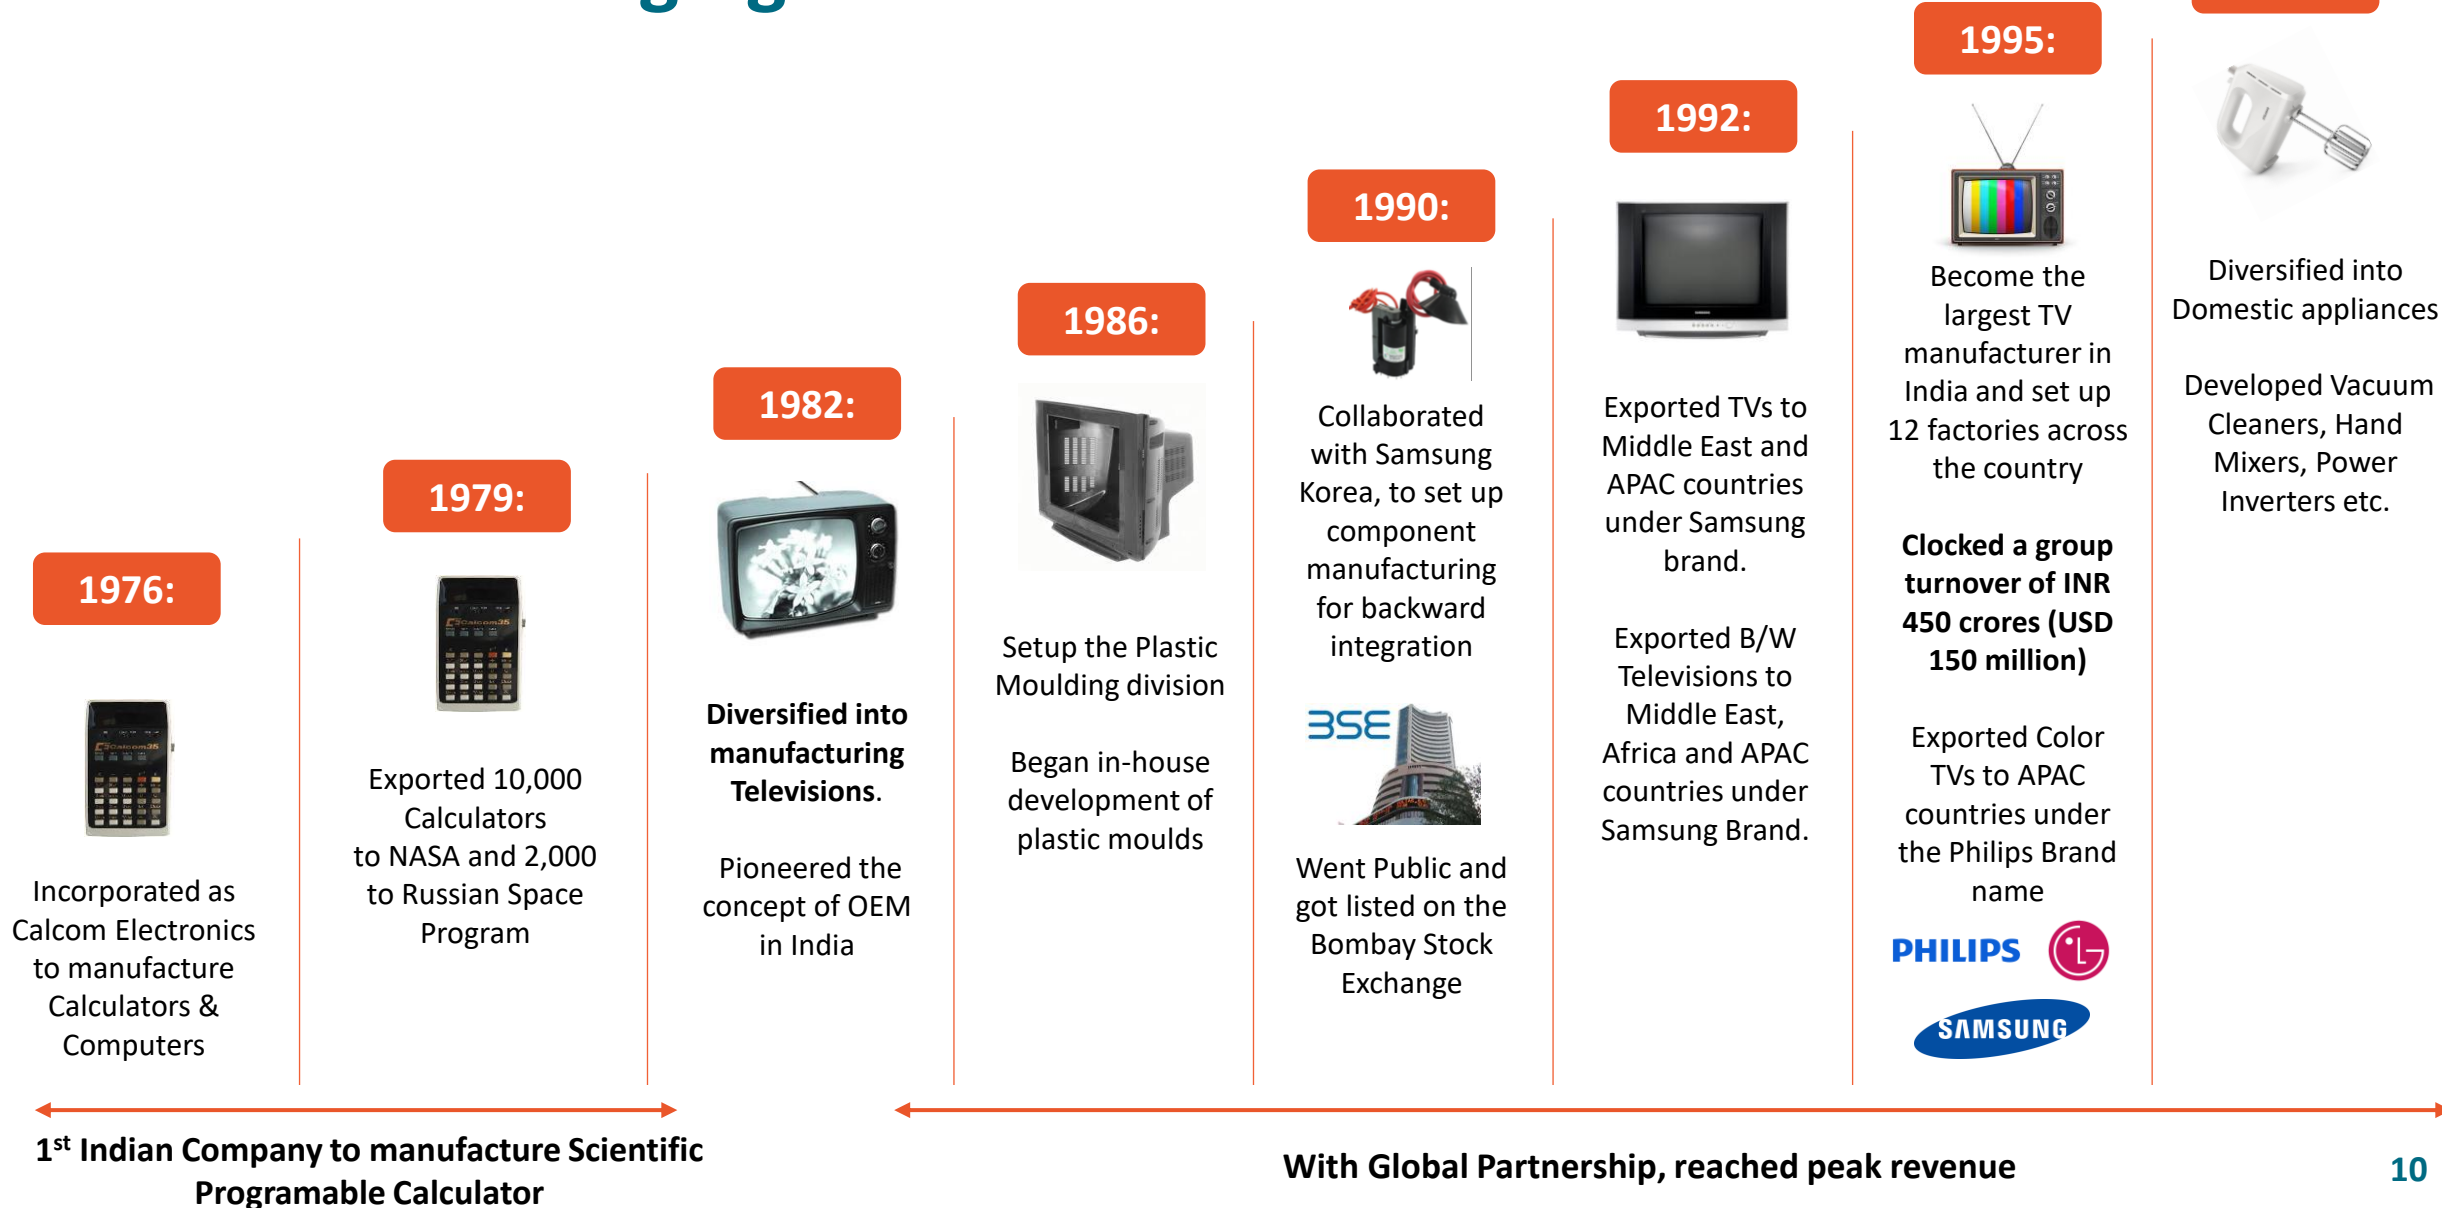 1976:
Incorporated as
Calcom Electronics
to manufacture
Calculators &
Computers
1979:
Calcom35
Exported 10,000
Calculators
to NASA and 2,000
to Russian Space
Program
1982:
Diversified into
manufacturing
Televisions.
Pioneered the
concept of OEM
in India
1986:
Setup the Plastic
Moulding division
Began in-house
development of
plastic moulds
1990:
Collaborated
with Samsung
Korea, to set up
component
manufacturing
for backward
integration
BSE
Went Public and
got listed on the
Bombay Stock
Exchange
1992:
Exported TVs to
Middle East and
APAC countries
under Samsung
brand.
Exported B/W
Televisions to
Middle East,
Africa and APAC
countries under
Samsung Brand.
1995:
Become the
largest TV
manufacturer in
India and set up
12 factories across
the country
Clocked a group
turnover of INR
450 crores (USD
150 million)
Exported Color
TVs to APAC
countries under
the Philips Brand
name
PHILIPS LG
SAMSUNG
Diversified into
Domestic appliances
Developed Vacuum
Cleaners, Hand
Mixers, Power
Inverters etc.
1st Indian Company to manufacture Scientific
Programable Calculator
With Global Partnership, reached peak revenue
10